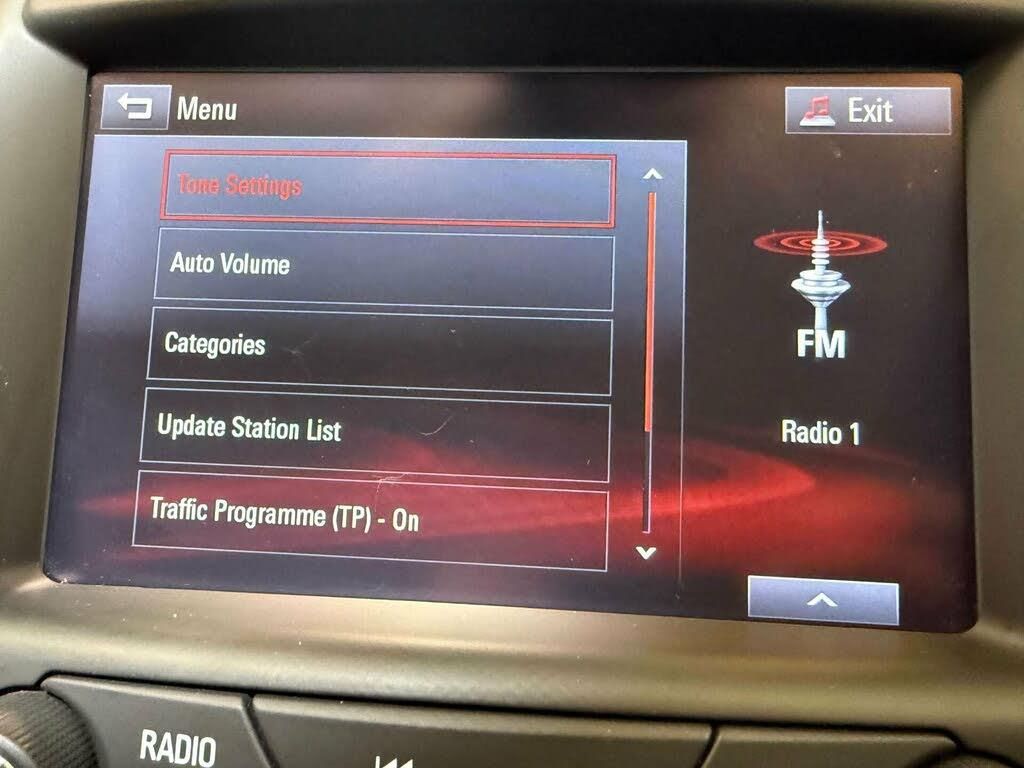 Menu
Exit
Tone Settings
Auto Volume
Categories
Update Station List
Traffic Programme (TP) - On
FM
Radio 1
RADIO